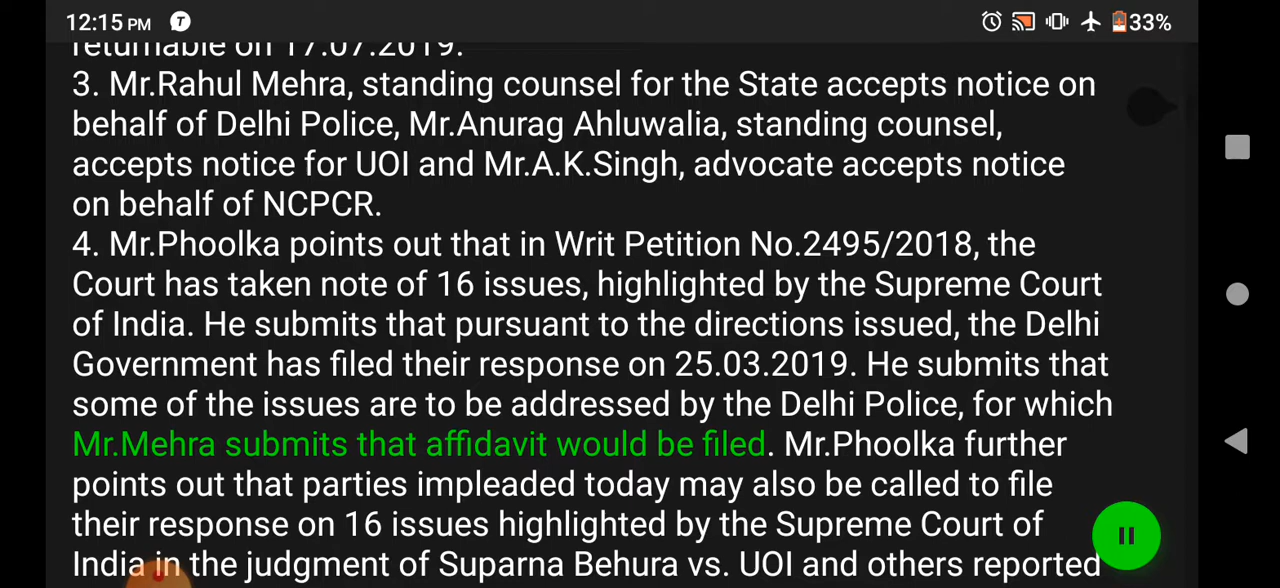 12:15 PM T 33%
returnable on 17.07.2019.
3. Mr.Rahul Mehra, standing counsel for the State accepts notice on
behalf of Delhi Police, Mr.Anurag Ahluwalia, standing counsel,
accepts notice for UOI and Mr.A.K.Singh, advocate accepts notice
on behalf of NCPCR.
4. Mr.Phoolka points out that in Writ Petition No.2495/2018, the
Court has taken note of 16 issues, highlighted by the Supreme Court
of India. He submits that pursuant to the directions issued, the Delhi
Government has filed their response on 25.03.2019. He submits that
some of the issues are to be addressed by the Delhi Police, for which
Mr.Mehra submits that affidavit would be filed. Mr.Phoolka further
points out that parties impleaded today may also be called to file
their response on 16 issues highlighted by the Supreme Court of
India in the judgment of Suparna Behura vs. UOI and others reported